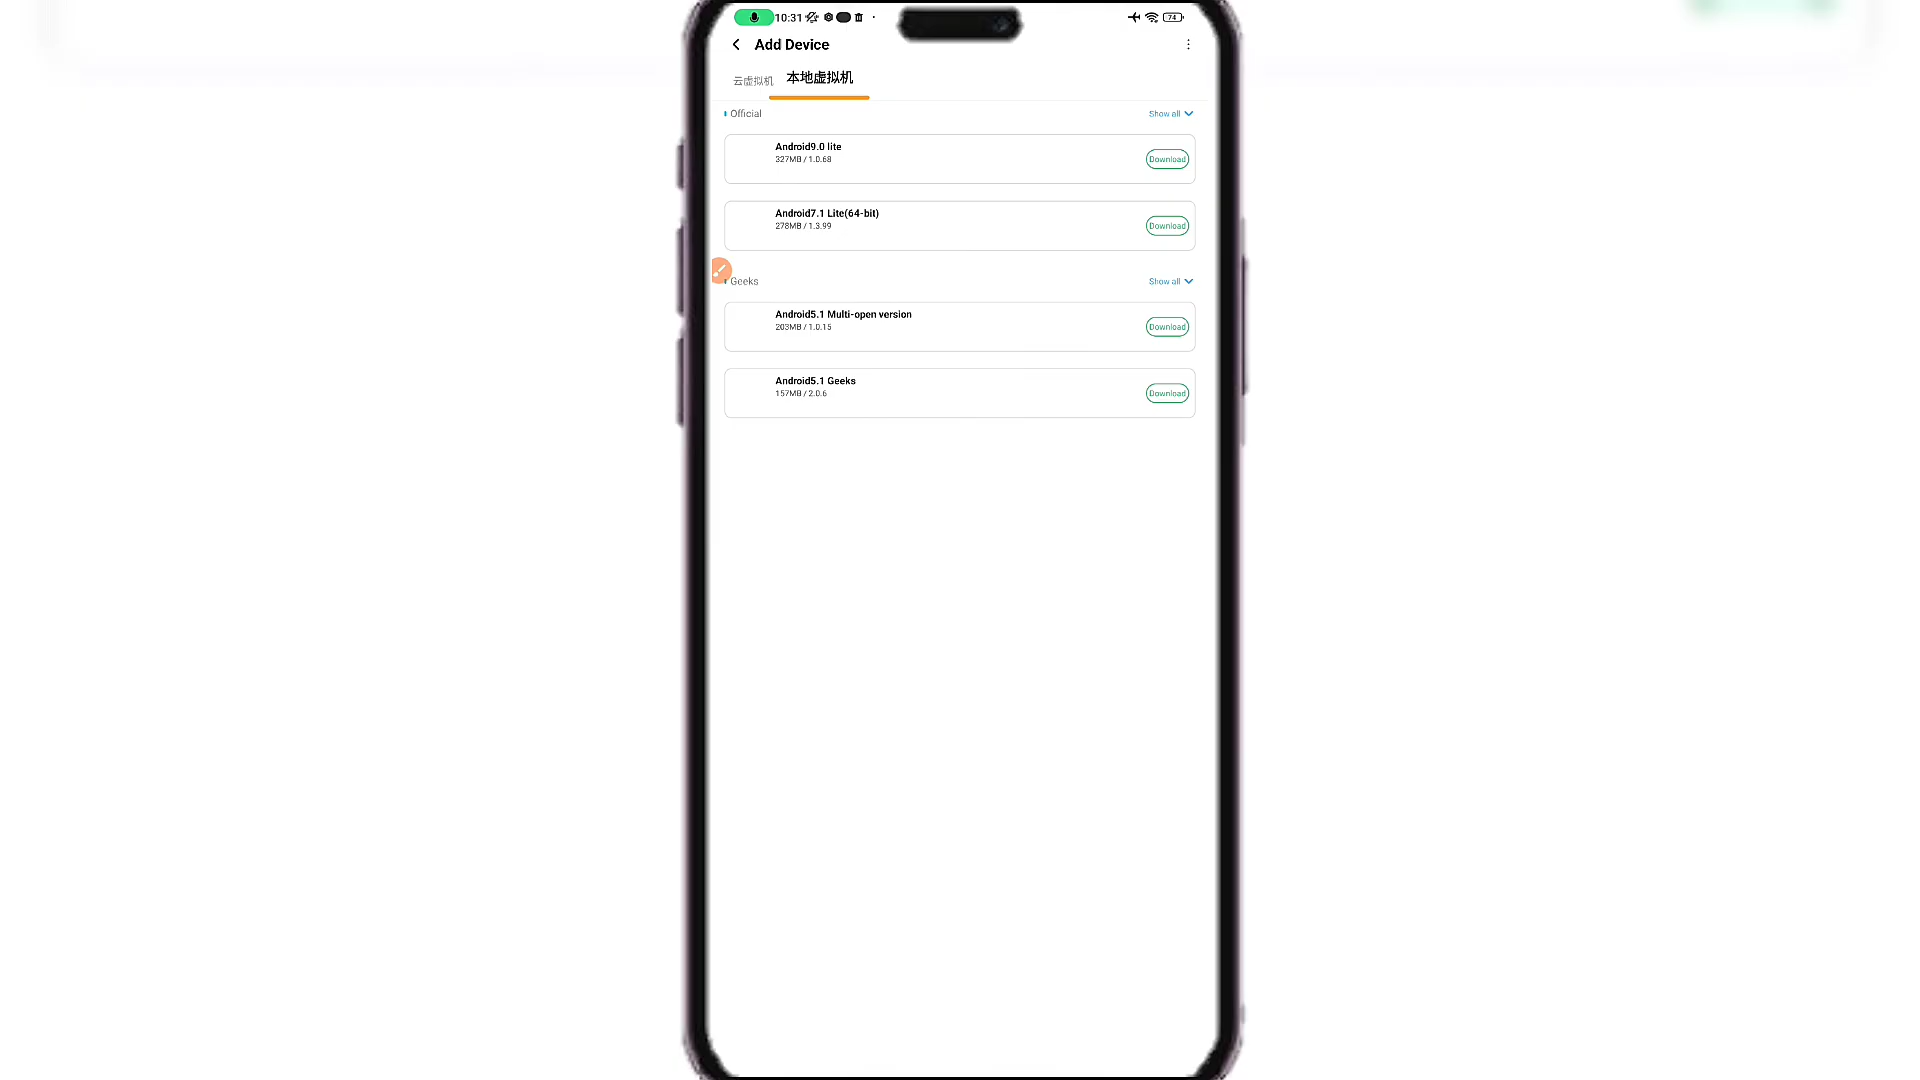 10:31
74
Add Device
云虚拟机 本地虚拟机
Official Show all
Android9.0 lite
327MB / 1.0.68
Download
Android7.1 Lite(64-bit)
278MB / 1.3.99
Download
Geeks Show all
Android5.1 Multi-open version
203MB / 1.0.15
Download
Android5.1 Geeks
157MB / 2.0.6
Download